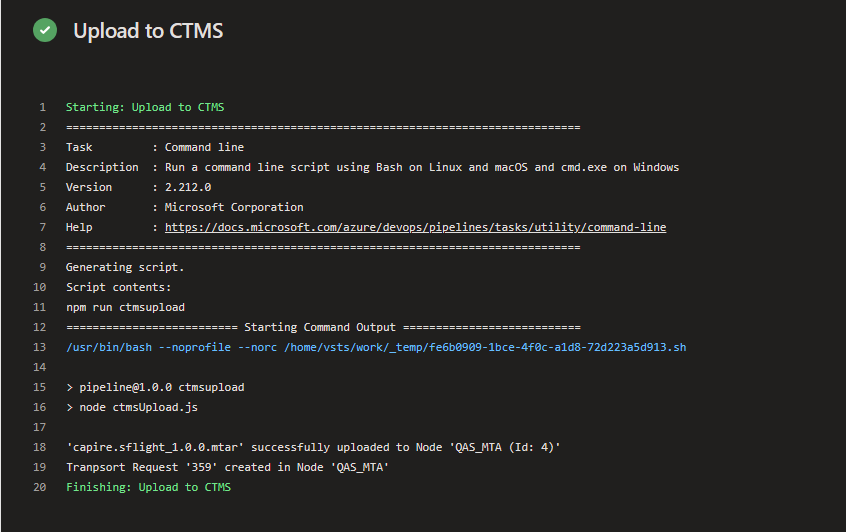 Upload to CTMS
1 Starting: Upload to CTMS
2 ==============================================================================
3 Task         : Command line
4 Description  : Run a command line script using Bash on Linux and macOS and cmd.exe on Windows
5 Version      : 2.212.0
6 Author       : Microsoft Corporation
7 Help         : https://docs.microsoft.com/azure/devops/pipelines/tasks/utility/command-line
8 ==============================================================================
9 Generating script.
10 Script contents:
11 npm run ctmsupload
12 ========================== Starting Command Output ===========================
13 /usr/bin/bash --noprofile --norc /home/vsts/work/_temp/fe6b0909-1bce-4f0c-a1d8-72d223a5d913.sh
14
15 > pipeline@1.0.0 ctmsupload
16 > node ctmsUpload.js
17
18 'capire.sflight_1.0.0.mtar' successfully uploaded to Node 'QAS_MTA (Id: 4)'
19 Tranpsort Request '359' created in Node 'QAS_MTA'
20 Finishing: Upload to CTMS